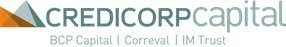 CREDICORPcapital
BCP Capital | Correval | IM Trust